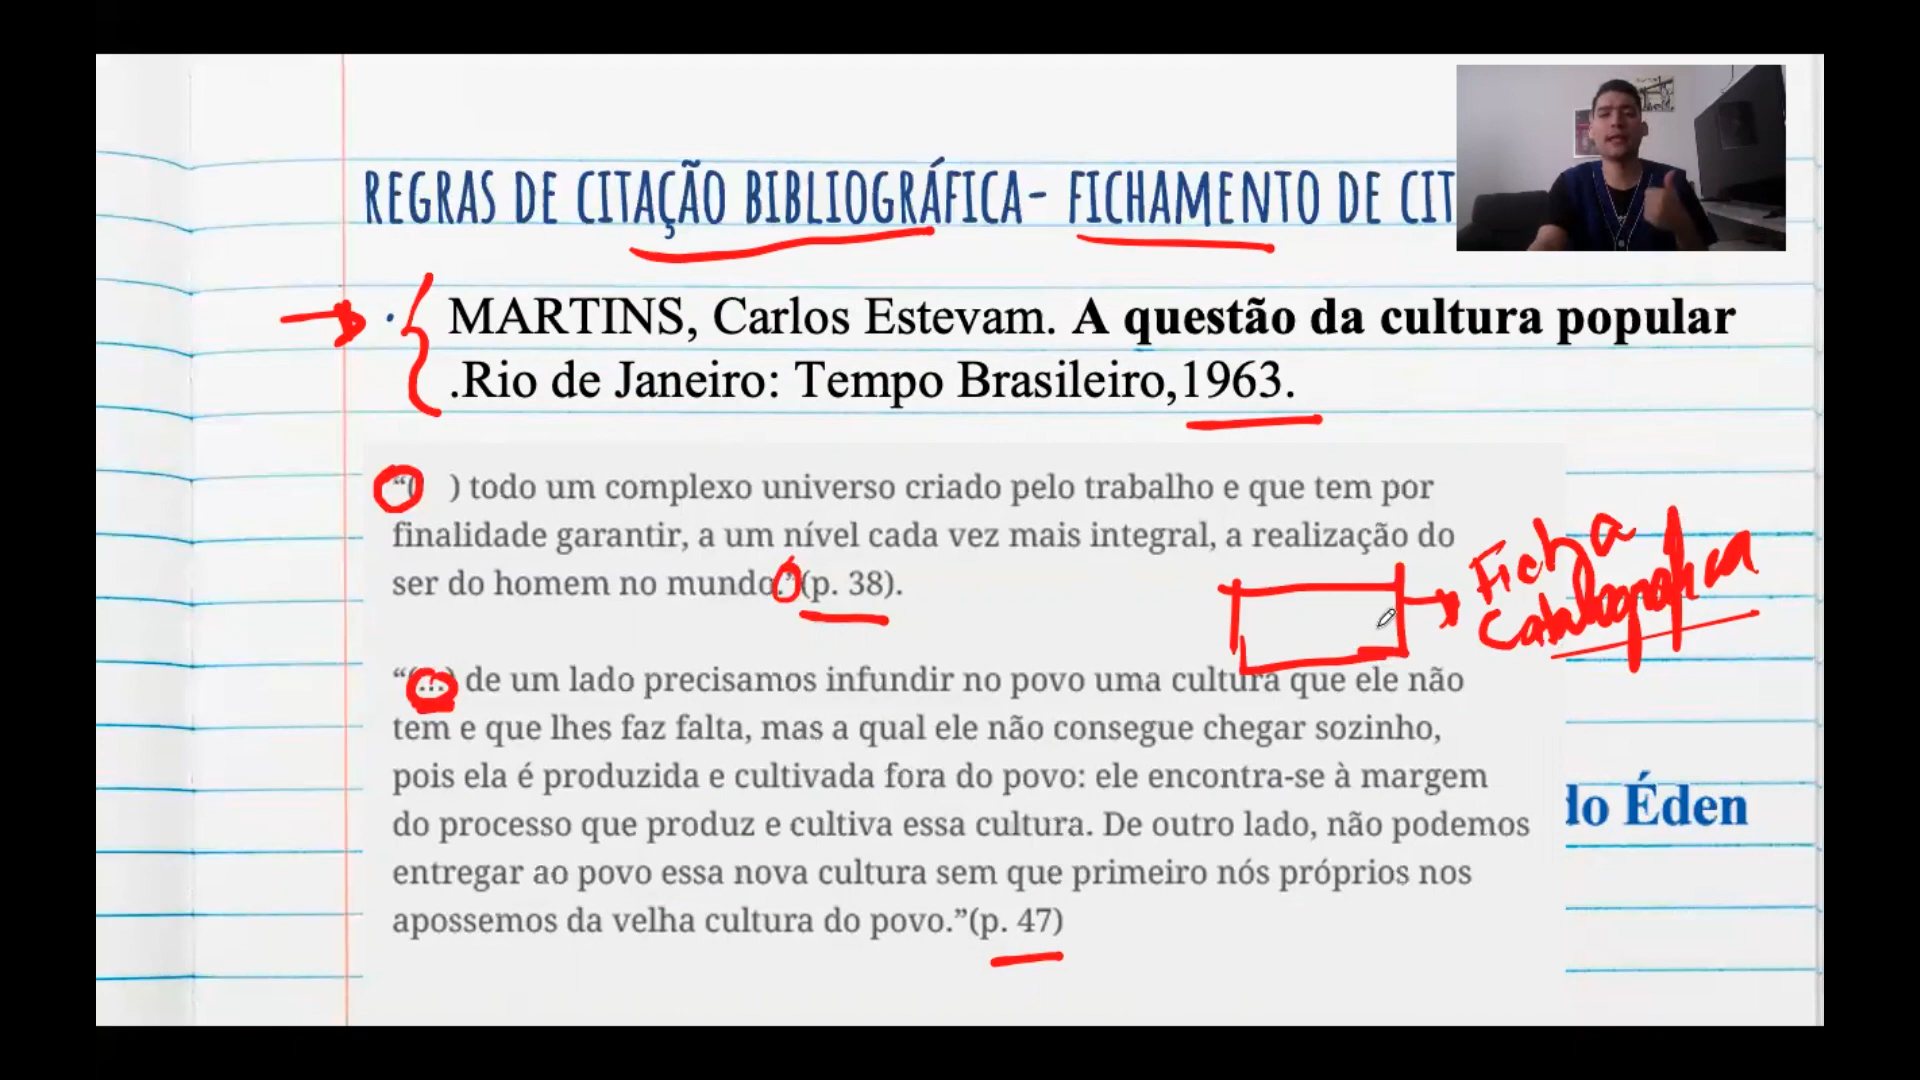 REGRAS DE CITAÇÃO BIBLIOGRÁFICA- FICHAMENTO DE CIT
• MARTINS, Carlos Estevam. A questão da cultura popular
.Rio de Janeiro: Tempo Brasileiro,1963.
“( ) todo um complexo universo criado pelo trabalho e que tem por
finalidade garantir, a um nível cada vez mais integral, a realização do
ser do homem no mundo.”(p. 38).
Ficha
Catalografica
“(...) de um lado precisamos infundir no povo uma cultura que ele não
tem e que lhes faz falta, mas a qual ele não consegue chegar sozinho,
pois ela é produzida e cultivada fora do povo: ele encontra-se à margem
do processo que produz e cultiva essa cultura. De outro lado, não podemos
entregar ao povo essa nova cultura sem que primeiro nós próprios nos
apossemos da velha cultura do povo.”(p. 47)
do Éden